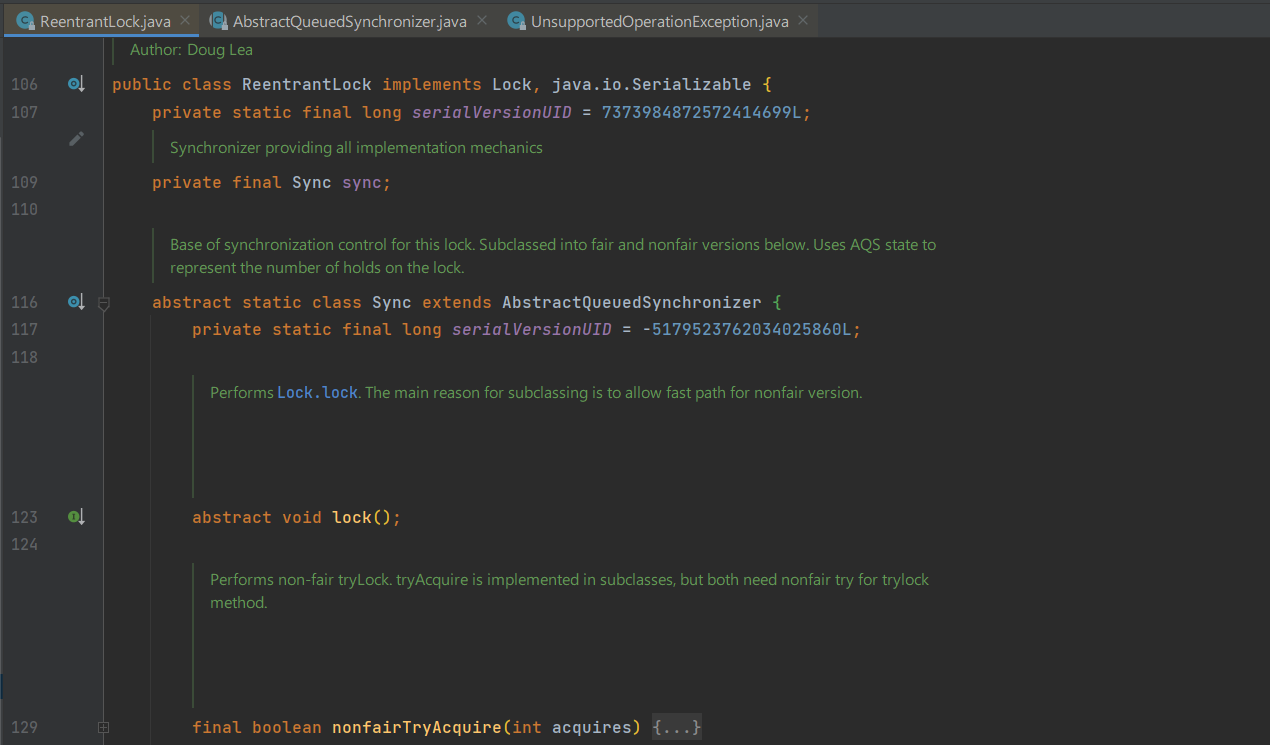 ReentrantLock.java AbstractQueuedSynchronizer.java UnsupportedOperationException.java
Author: Doug Lea
106 public class ReentrantLock implements Lock, java.io.Serializable {
107 private static final long serialVersionUID = 7373984872572414699L;
Synchronizer providing all implementation mechanics
109 private final Sync sync;
110
Base of synchronization control for this lock. Subclassed into fair and nonfair versions below. Uses AQS state to
represent the number of holds on the lock.
116 abstract static class Sync extends AbstractQueuedSynchronizer {
117 private static final long serialVersionUID = -5179523762034025860L;
118
Performs Lock.lock. The main reason for subclassing is to allow fast path for nonfair version.
123 abstract void lock();
124
Performs non-fair tryLock. tryAcquire is implemented in subclasses, but both need nonfair try for trylock
method.
129 final boolean nonfairTryAcquire(int acquires) {...}